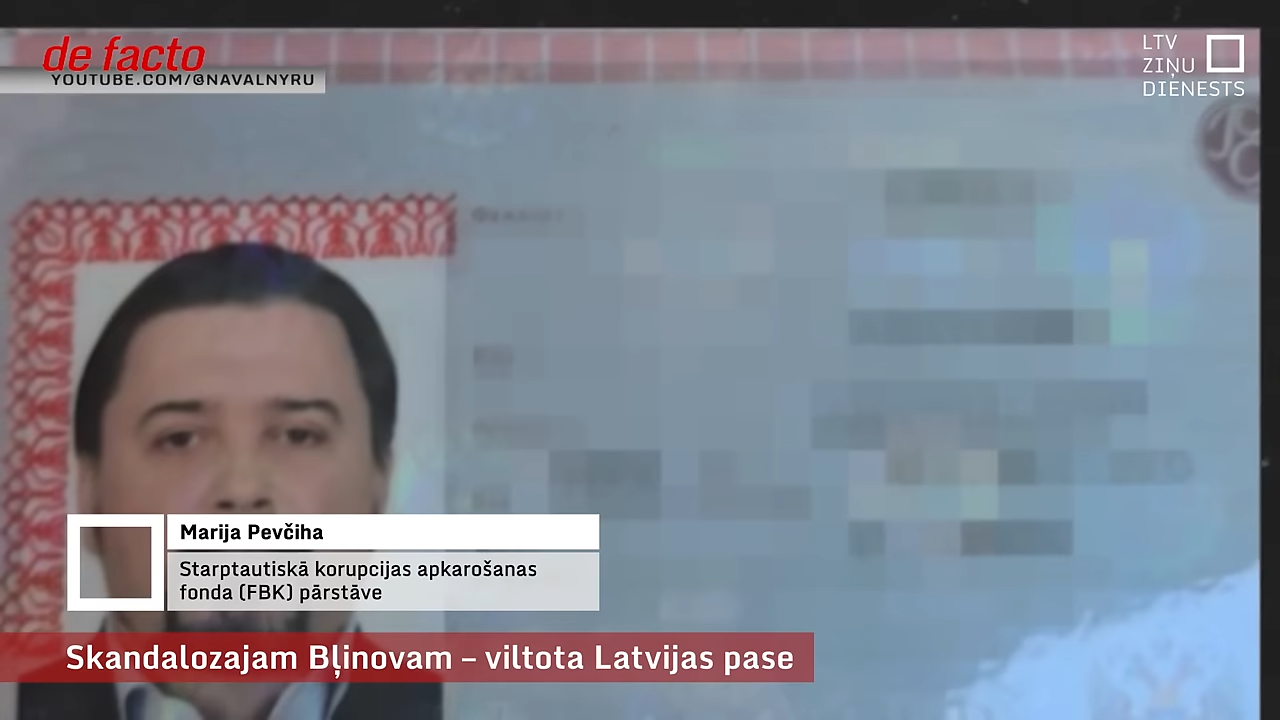 de facto
YOUTUBE.COM/@NAVALNYRU
LTV
ZIŅU
DIENESTS
Marija Pevčiha
Starptautiskā korupcijas apkarošanas
fonda (FBK) pārstāve
Skandalozajam Bļinovam – viltota Latvijas pase